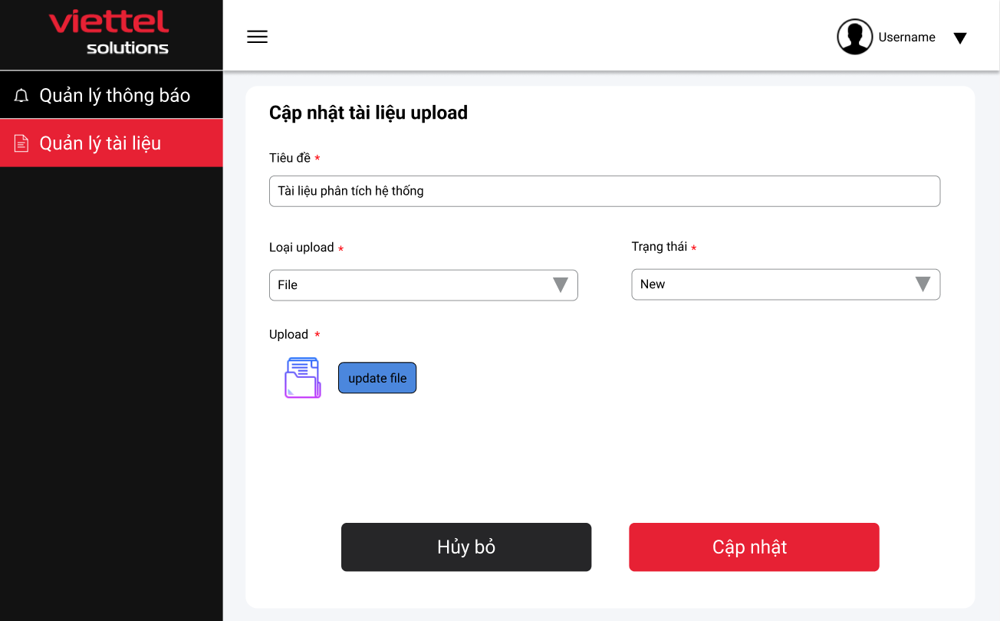 viettel
solutions
Username
Quản lý thông báo
Quản lý tài liệu
Cập nhật tài liệu upload
Tiêu đề *
Tài liệu phân tích hệ thống
Loại upload *
Trạng thái *
File
New
Upload *
update file
Hủy bỏ
Cập nhật